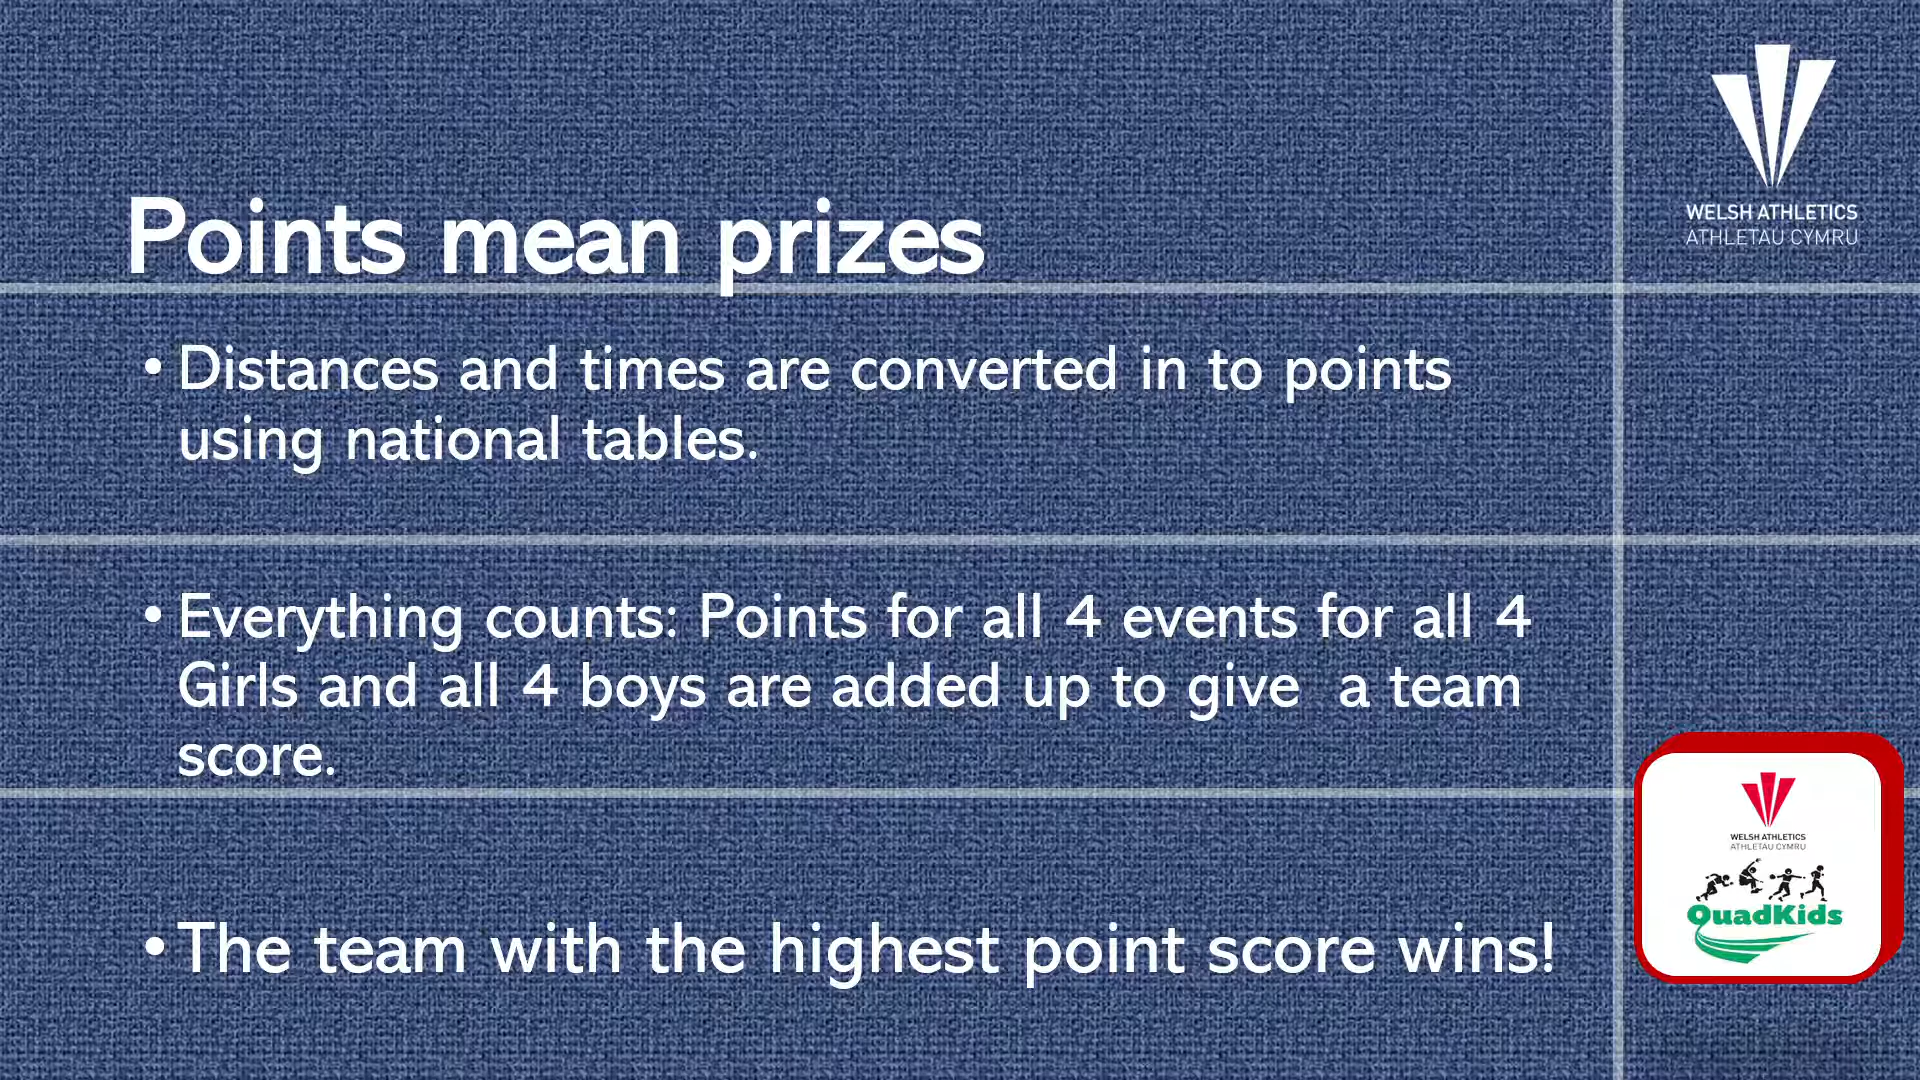 WELSH ATHLETICS
ATHLETAU CYMRU
Points mean prizes
• Distances and times are converted in to points
using national tables.
• Everything counts: Points for all 4 events for all 4
Girls and all 4 boys are added up to give  a team
score.
• The team with the highest point score wins!
WELSH ATHLETICS
ATHLETAU CYMRU
QuadKids